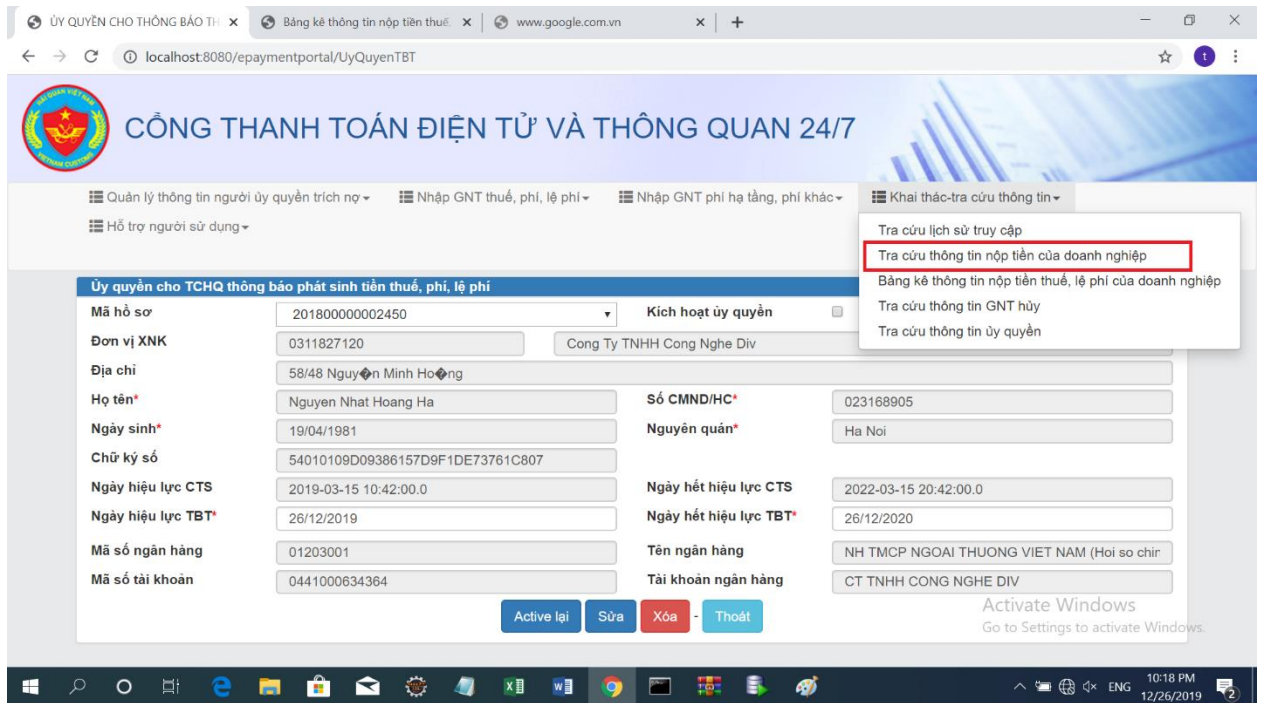 ỦY QUYỀN CHO THÔNG BÁO TH
Bảng kê thông tin nộp tiền thuế,
www.google.com.vn
localhost:8080/epaymentportal/UyQuyenTBT
t
HẢI QUAN VIỆT NAM
VIETNAM CUSTOMS
CỔNG THANH TOÁN ĐIỆN TỬ VÀ THÔNG QUAN 24/7
Quản lý thông tin người ủy quyền trích nợ
Nhập GNT thuế, phí, lệ phí
Nhập GNT phí hạ tầng, phí khác
Khai thác-tra cứu thông tin
Hỗ trợ người sử dụng
Tra cứu lịch sử truy cập
Tra cứu thông tin nộp tiền của doanh nghiệp
Bảng kê thông tin nộp tiền thuế, lệ phí của doanh nghiệp
Tra cứu thông tin GNT hủy
Tra cứu thông tin ủy quyền
Ủy quyền cho TCHQ thông báo phát sinh tiền thuế, phí, lệ phí
Mã hồ sơ 201800000002450 Kích hoạt ủy quyền
Đơn vị XNK 0311827120 Cong Ty TNHH Cong Nghe Div
Địa chỉ 58/48 Nguy�n Minh Ho�ng
Họ tên* Nguyen Nhat Hoang Ha Số CMND/HC* 023168905
Ngày sinh* 19/04/1981 Nguyên quán* Ha Noi
Chữ ký số 54010109D09386157D9F1DE73761C807
Ngày hiệu lực CTS 2019-03-15 10:42:00.0 Ngày hết hiệu lực CTS 2022-03-15 20:42:00.0
Ngày hiệu lực TBT* 26/12/2019 Ngày hết hiệu lực TBT* 26/12/2020
Mã số ngân hàng 01203001 Tên ngân hàng NH TMCP NGOAI THUONG VIET NAM (Hoi so chir
Mã số tài khoản 0441000634364 Tài khoản ngân hàng CT TNHH CONG NGHE DIV
Active lại Sửa Xóa - Thoát
Activate Windows
Go to Settings to activate Windows.
ENG
10:18 PM
12/26/2019
2